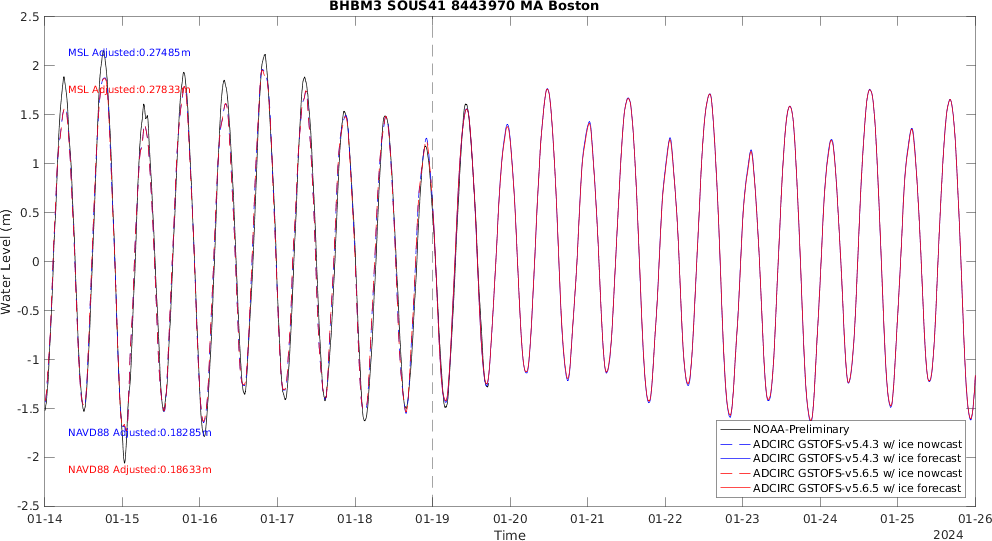 BHBM3 SOUS41 8443970 MA Boston
2.5
2
1.5
1
0.5
0
-0.5
-1
-1.5
-2
-2.5
Water Level (m)
MSL Adjusted:0.27485m
MSL Adjusted:0.27833m
NAVD88 Adjusted:0.18285m
NAVD88 Adjusted:0.18633m
NOAA-Preliminary
ADCIRC GSTOFS-v5.4.3 w/ ice nowcast
ADCIRC GSTOFS-v5.4.3 w/ ice forecast
ADCIRC GSTOFS-v5.6.5 w/ ice nowcast
ADCIRC GSTOFS-v5.6.5 w/ ice forecast
01-14 01-15 01-16 01-17 01-18 01-19 01-20 01-21 01-22 01-23 01-24 01-25 01-26
Time
2024